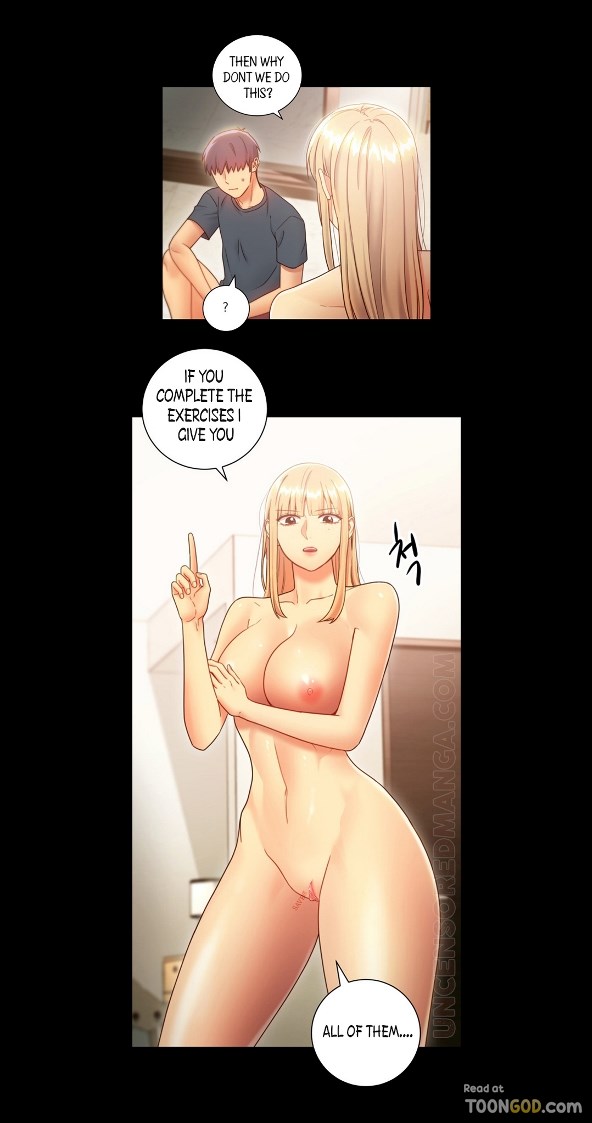 THEN WHY
DONT WE DO
THIS?
?
IF YOU
COMPLETE THE
EXERCISES I
GIVE YOU
척
ALL OF THEM....
UNCENSOREDMANGA.COM
Read at
TOONGOD.COM